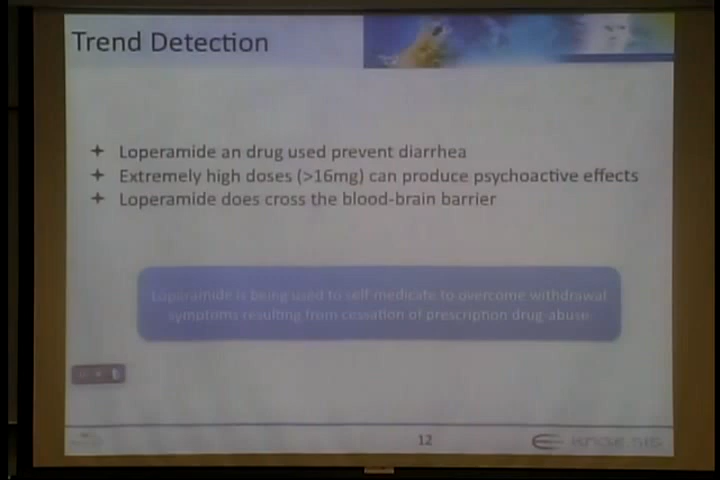 Trend Detection
Loperamide an drug used prevent diarrhea
Extremely high doses (>16mg) can produce psychoactive effects
Loperamide does cross the blood-brain barrier
Loperamide is being used to self medicate to overcome withdrawal
symptoms resulting from cessation of prescription drug abuse
12
knoesis